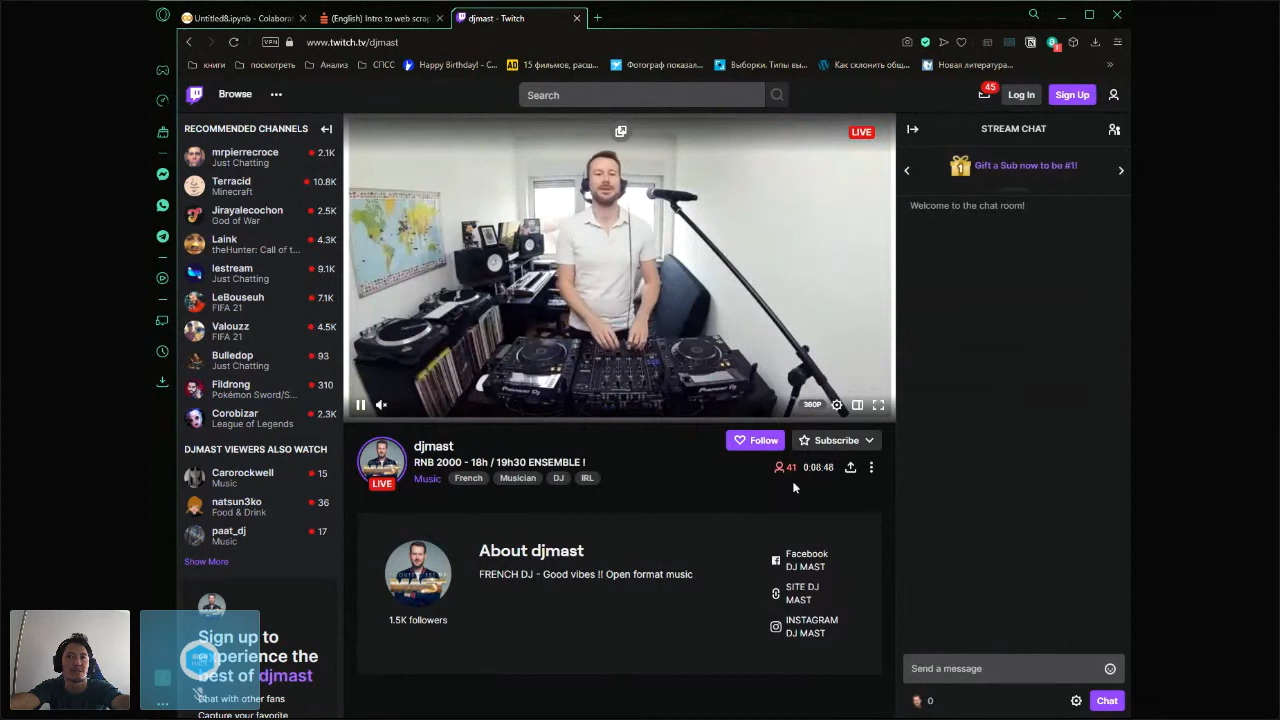 Untitled8.ipynb - Colaborat
(English) Intro to web scrap
djmast - Twitch
VPN
www.twitch.tv/djmast
1
книги
посмотреть
Анализ
СПСС
Happy Birthday! - C...
15 фильмов, расш...
Фотограф показал...
Выборки. Типы вы...
Как склонить общ...
Новая литература...
Browse
Search
45
Log In
Sign Up
RECOMMENDED CHANNELS
mrpierrecroce
2.1K
Just Chatting
Terracid
10.8K
Minecraft
Jirayalecochon
2.5K
God of War
Laink
4.3K
theHunter: Call of t...
lestream
9.1K
Just Chatting
LeBouseuh
7.1K
FIFA 21
Valouzz
4.5K
FIFA 21
Bulledop
93
Just Chatting
Fildrong
310
Pokémon Sword/S...
Corobizar
2.3K
League of Legends
DJMAST VIEWERS ALSO WATCH
Carorockwell
15
Music
natsun3ko
36
Food & Drink
paat_dj
17
Music
Show More
Sign up to
experience the
best of djmast
Chat with other fans
Capture your favorite
LIVE
Pioneer Dj
360P
LIVE
djmast
RNB 2000 - 18h / 19h30 ENSEMBLE !
Music
French
Musician
DJ
IRL
Follow
Subscribe
41
0:08:48
About djmast
FRENCH DJ - Good vibes !! Open format music
1.5K followers
Facebook
DJ MAST
SITE DJ
MAST
INSTAGRAM
DJ MAST
STREAM CHAT
1
Gift a Sub now to be #1!
Welcome to the chat room!
Send a message
0
Chat